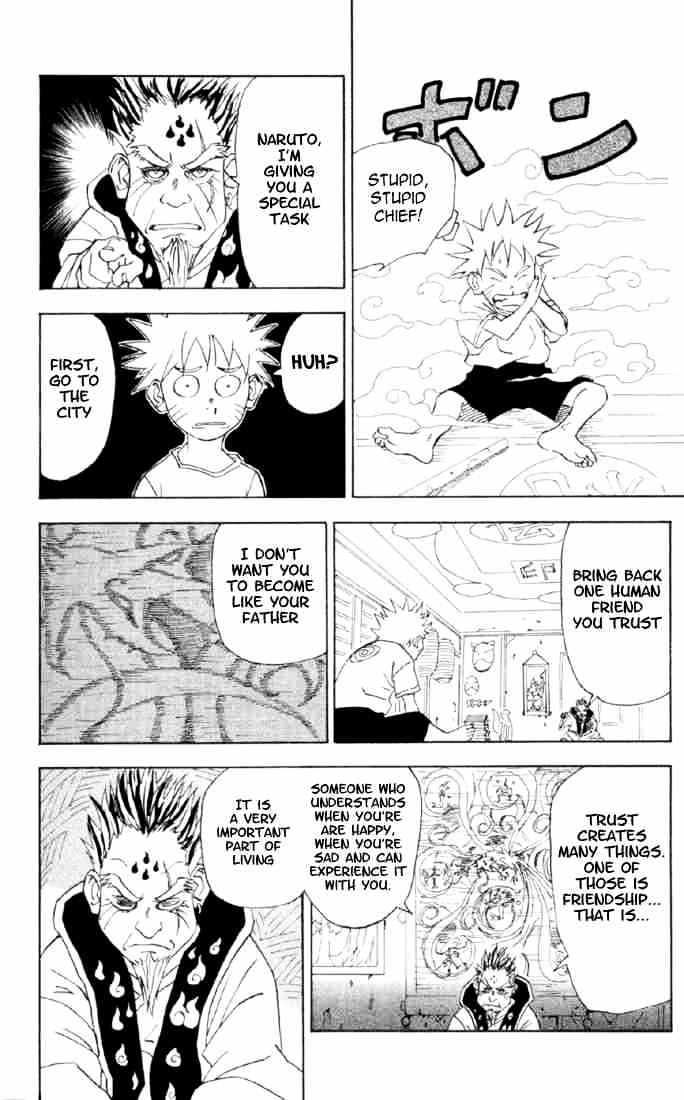 ボン
STUPID,
STUPID
CHIEF!
NARUTO,
I'M
GIVING
YOU A
SPECIAL
TASK
HUH?
FIRST,
GO TO
THE
CITY
BRING BACK
ONE HUMAN
FRIEND
YOU TRUST
I DON'T
WANT YOU
TO BECOME
LIKE YOUR
FATHER
TRUST
CREATES
MANY THINGS.
ONE OF
THOSE IS
FRIENDSHIP...
THAT IS...
SOMEONE WHO
UNDERSTANDS
WHEN YOU'RE
ARE HAPPY,
WHEN YOU'RE
SAD AND CAN
EXPERIENCE IT
WITH YOU.
IT IS
A VERY
IMPORTANT
PART OF
LIVING